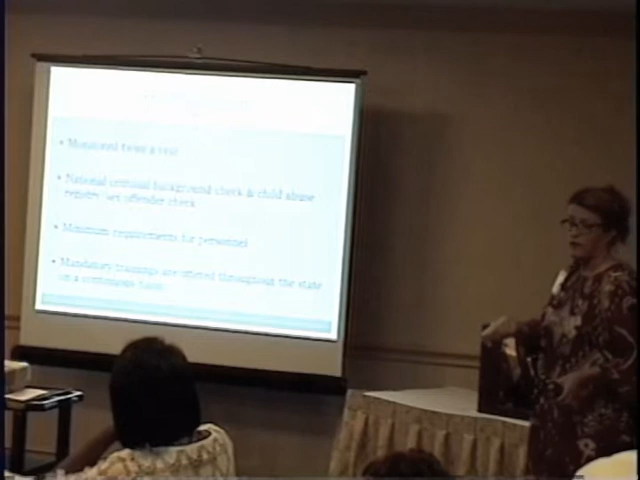 • Monitored twice a year
• National criminal background check & child abuse
registry/sex offender check
• Minimum requirements for personnel
• Mandatory trainings are offered throughout the state
on a continuous basis